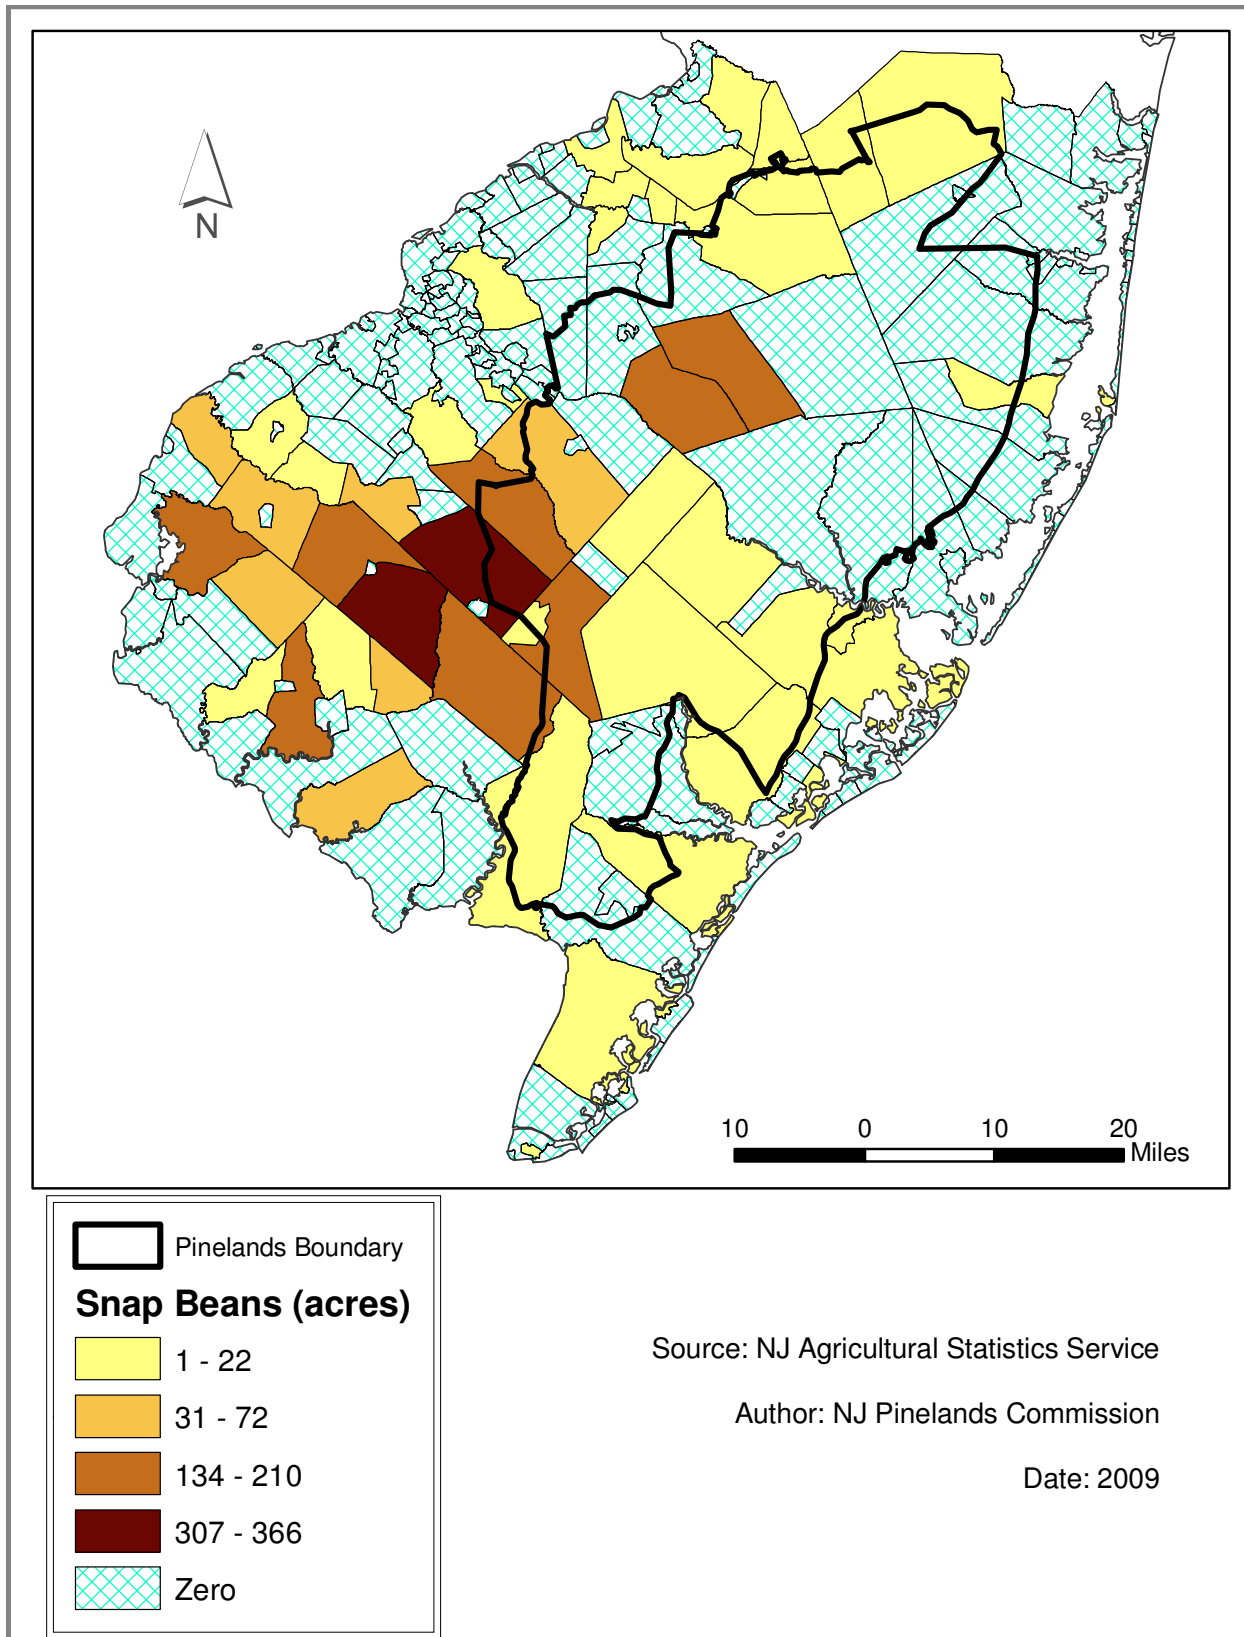 N
10 0 10 20
Miles
Pinelands Boundary
Snap Beans (acres)
1 - 22
31 - 72
134 - 210
307 - 366
Zero
Source: NJ Agricultural Statistics Service
Author: NJ Pinelands Commission
Date: 2009